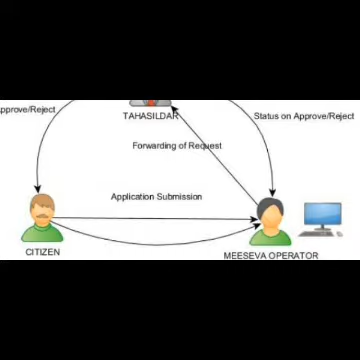 Approve/Reject
TAHASILDAR
Status on Approve/Reject
Forwarding of Request
Application Submission
CITIZEN
MEESEVA OPERATOR